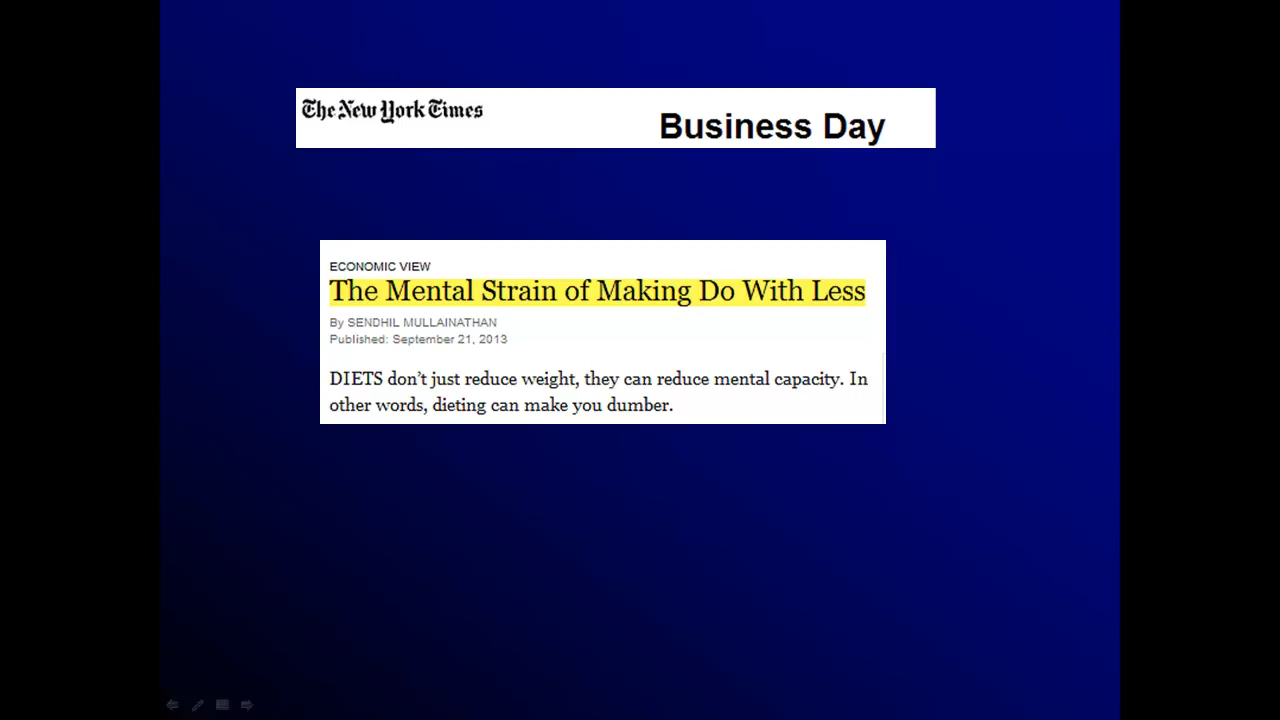 The New York Times
Business Day
ECONOMIC VIEW
The Mental Strain of Making Do With Less
By SENDHIL MULLAINATHAN
Published: September 21, 2013
DIETS don’t just reduce weight, they can reduce mental capacity. In
other words, dieting can make you dumber.